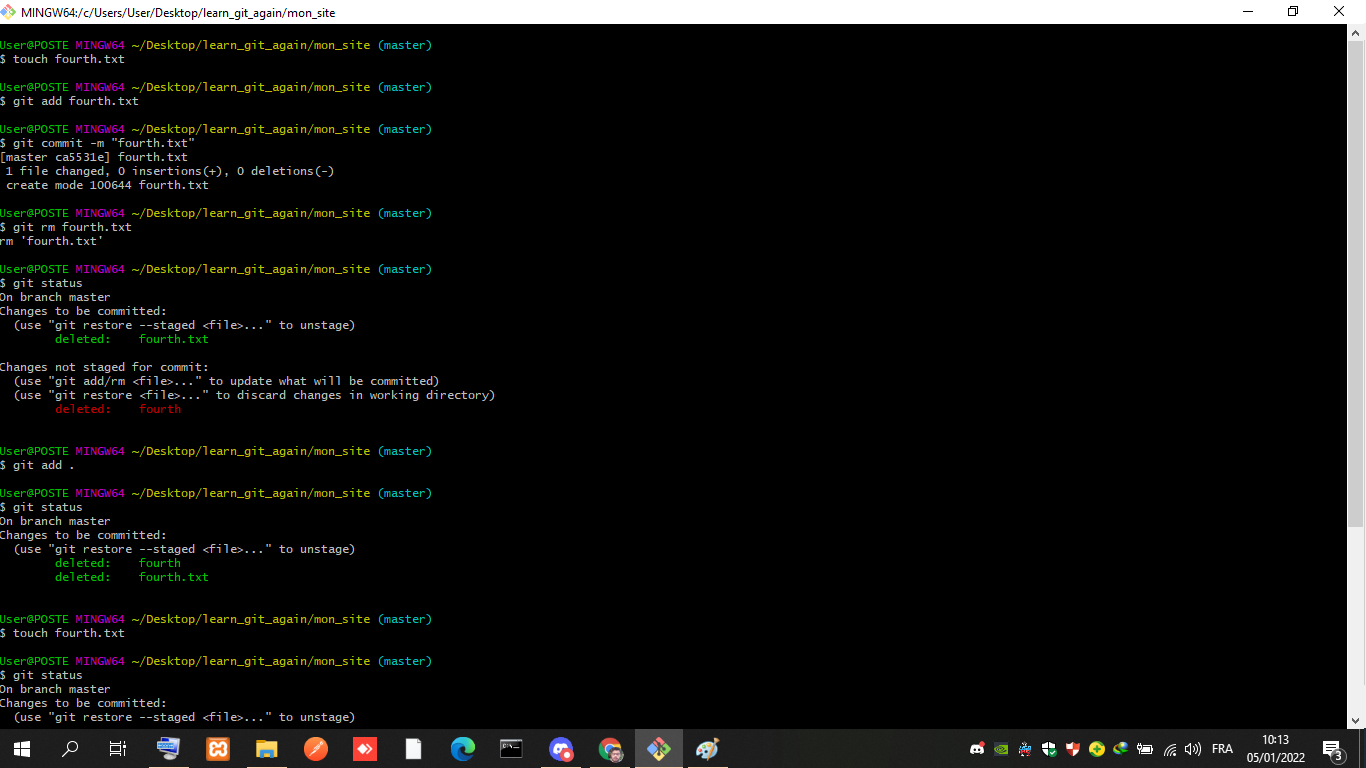 MINGW64:/c/Users/User/Desktop/learn_git_again/mon_site
User@POSTE MINGW64 ~/Desktop/learn_git_again/mon_site (master)
$ touch fourth.txt
User@POSTE MINGW64 ~/Desktop/learn_git_again/mon_site (master)
$ git add fourth.txt
User@POSTE MINGW64 ~/Desktop/learn_git_again/mon_site (master)
$ git commit -m "fourth.txt"
[master ca5531e] fourth.txt
1 file changed, 0 insertions(+), 0 deletions(-)
create mode 100644 fourth.txt
User@POSTE MINGW64 ~/Desktop/learn_git_again/mon_site (master)
$ git rm fourth.txt
rm 'fourth.txt'
User@POSTE MINGW64 ~/Desktop/learn_git_again/mon_site (master)
$ git status
On branch master
Changes to be committed:
(use "git restore --staged <file>..." to unstage)
deleted: fourth.txt
Changes not staged for commit:
(use "git add/rm <file>..." to update what will be committed)
(use "git restore <file>..." to discard changes in working directory)
deleted: fourth
User@POSTE MINGW64 ~/Desktop/learn_git_again/mon_site (master)
$ git add .
User@POSTE MINGW64 ~/Desktop/learn_git_again/mon_site (master)
$ git status
On branch master
Changes to be committed:
(use "git restore --staged <file>..." to unstage)
deleted: fourth
deleted: fourth.txt
User@POSTE MINGW64 ~/Desktop/learn_git_again/mon_site (master)
$ touch fourth.txt
User@POSTE MINGW64 ~/Desktop/learn_git_again/mon_site (master)
$ git status
On branch master
Changes to be committed:
(use "git restore --staged <file>..." to unstage)
FRA
10:13
05/01/2022
3